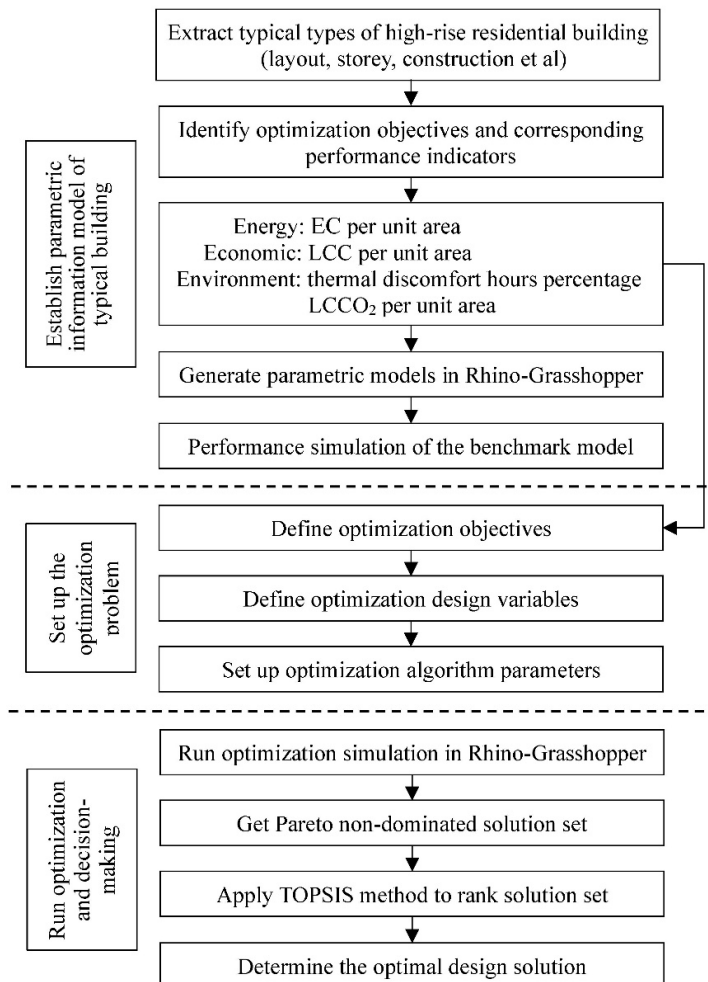 Extract typical types of high-rise residential building
(layout, storey, construction et al)
Establish parametric
information model of
typical building
Identify optimization objectives and corresponding
performance indicators
Energy: EC per unit area
Economic: LCC per unit area
Environment: thermal discomfort hours percentage
LCCO₂ per unit area
Generate parametric models in Rhino-Grasshopper
Performance simulation of the benchmark model
Set up the
optimization
problem
Define optimization objectives
Define optimization design variables
Set up optimization algorithm parameters
Run optimization
and decision-
making
Run optimization simulation in Rhino-Grasshopper
Get Pareto non-dominated solution set
Apply TOPSIS method to rank solution set
Determine the optimal design solution